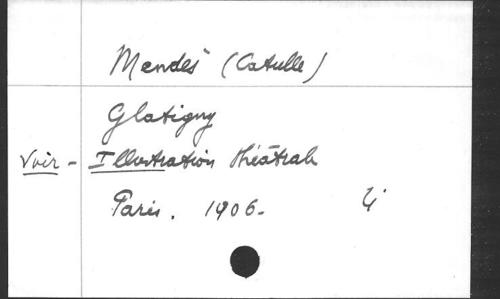 Mendès (Catulle)
Glatigny
Voir - Illustration théâtrale
Paris. 1906.